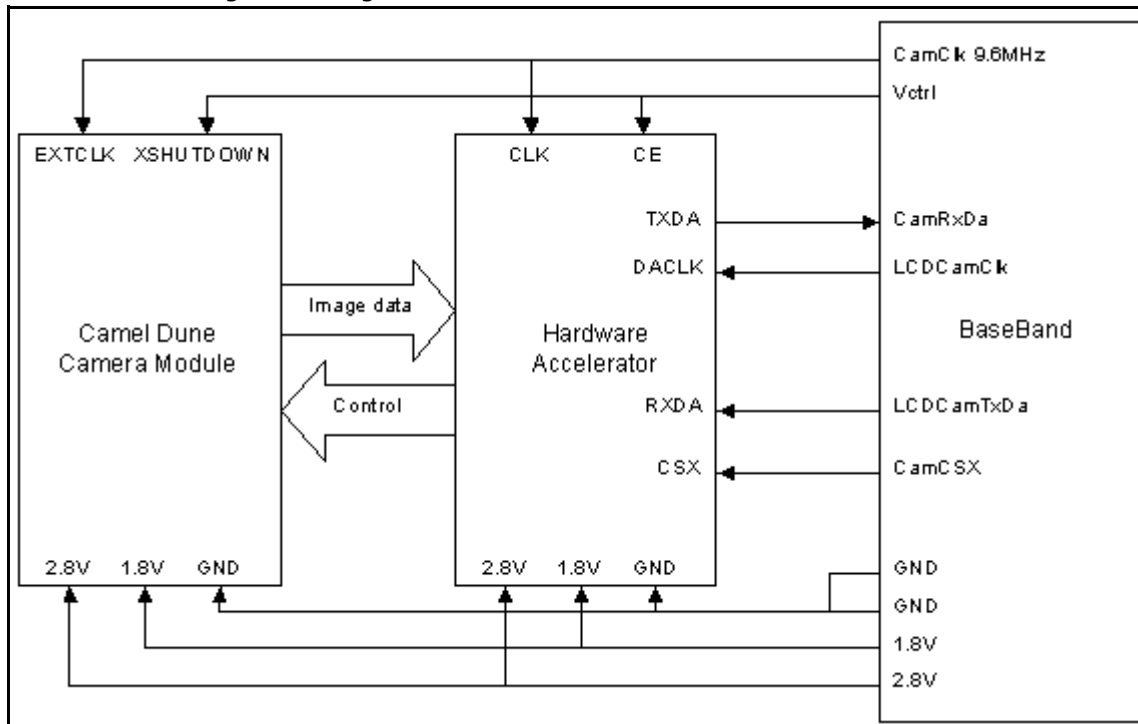 CamClk 9.6MHz
Vctrl
EXTCLK XSHUTDOWN
CLK CE
TXDA
CamRxDa
DACLK
LCDCamClk
Image data
Camel Dune
Camera Module
Hardware
Accelerator
BaseBand
Control
RXDA
LCDCamTxDa
CSX
CamCSX
2.8V 1.8V GND
2.8V 1.8V GND
GND
GND
1.8V
2.8V